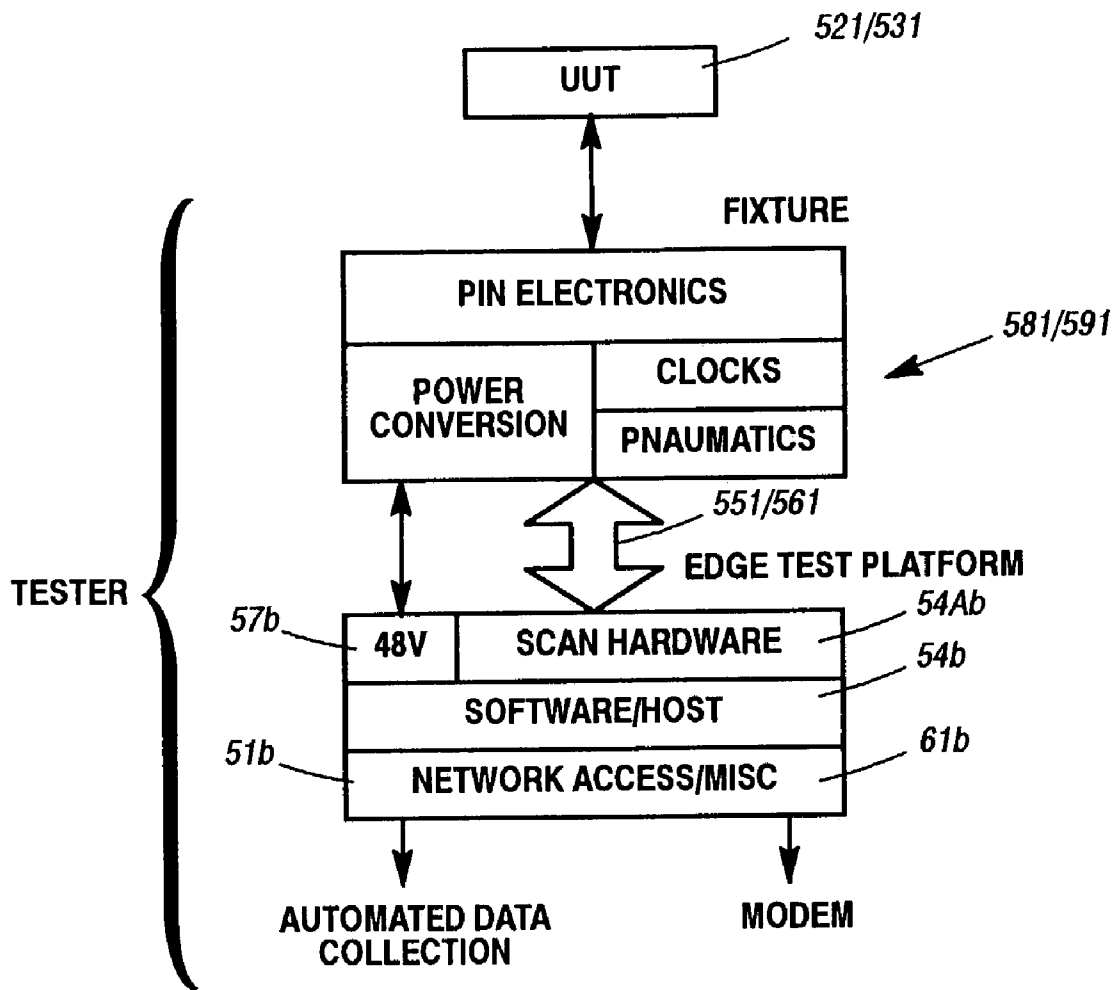 521/531
UUT
FIXTURE
PIN ELECTRONICS
581/591
CLOCKS
POWER
CONVERSION
PNAUMATICS
551/561
EDGE TEST PLATFORM
TESTER
57b
54Ab
48V
SCAN HARDWARE
54b
SOFTWARE/HOST
51b
61b
NETWORK ACCESS/MISC
AUTOMATED DATA
COLLECTION
MODEM